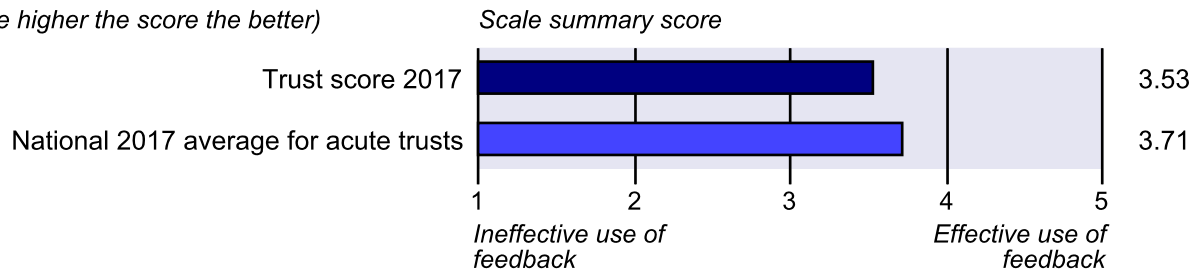 e higher the score the better) Scale summary score
Trust score 2017 3.53
National 2017 average for acute trusts 3.71
1 2 3 4 5
Ineffective use of feedback Effective use of feedback